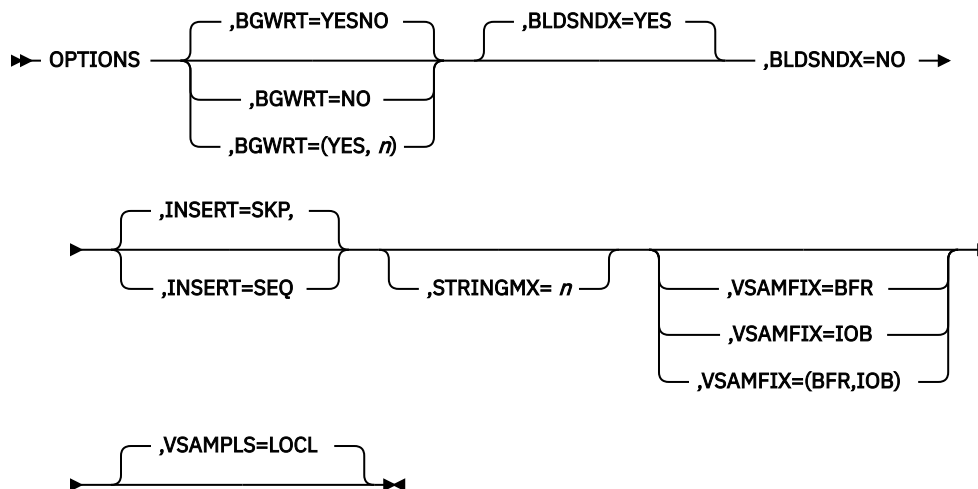 ,BGWRT=YESNO
,BLDSNDX=YES
OPTIONS
,BLDSNDX=NO
,BGWRT=NO
,BGWRT=(YES, n)
,INSERT=SKP,
,INSERT=SEQ
,STRINGMX= n
,VSAMFIX=BFR
,VSAMFIX=IOB
,VSAMFIX=(BFR,IOB)
,VSAMPLS=LOCL